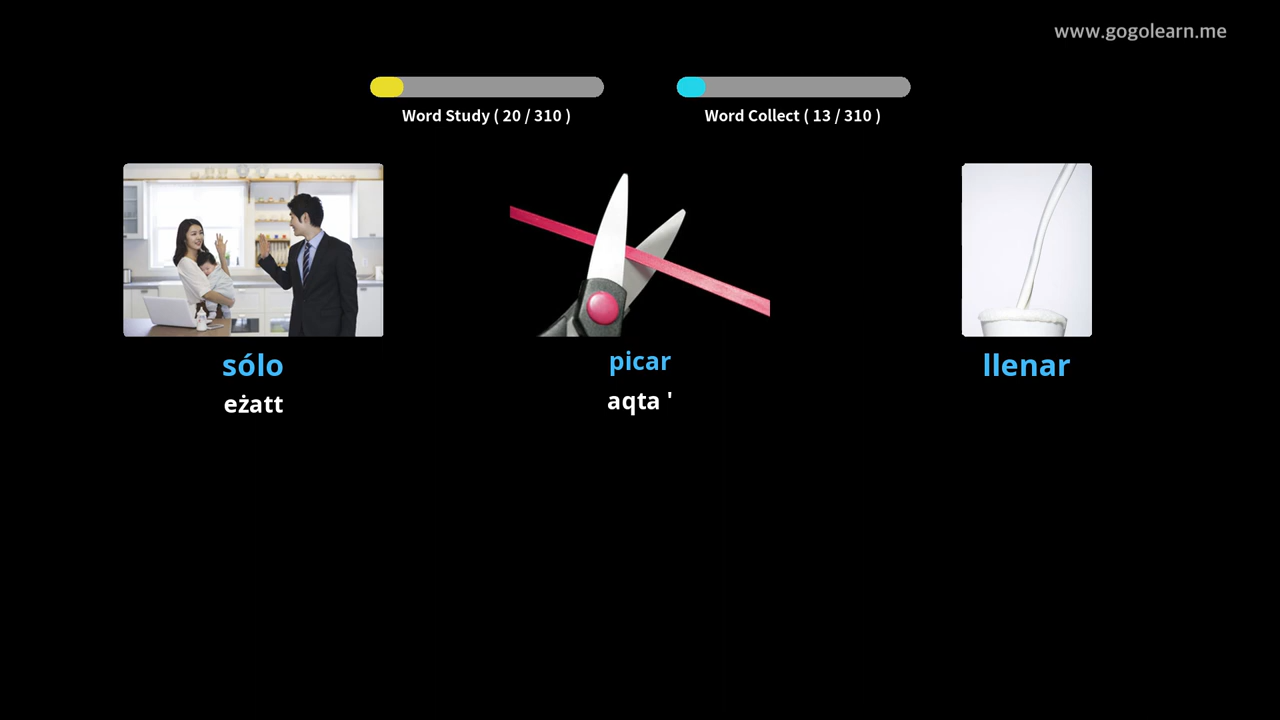 www.gogolearn.me
Word Study ( 20 / 310 )
Word Collect ( 13 / 310 )
sólo
eżatt
picar
aqta '
llenar